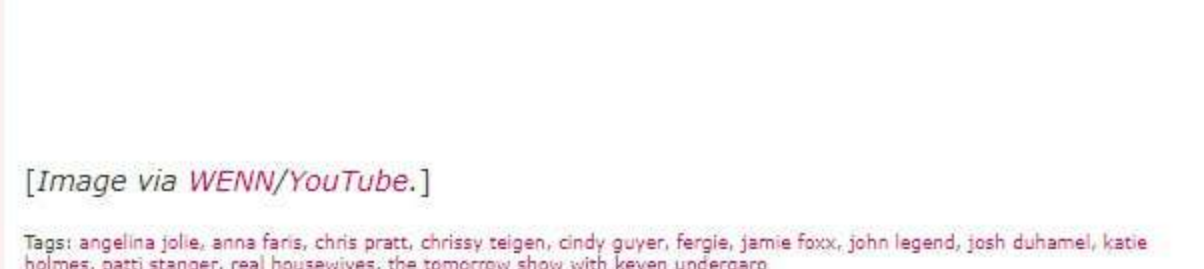 [Image via WENN/YouTube.]
Tags: angelina jolie, anna faris, chris pratt, chrissy teigen, cindy guyer, fergie, jamie foxx, john legend, josh duhamel, katie
holmes, patti stanger, real housewives, the tomorrow show with keven undergaro